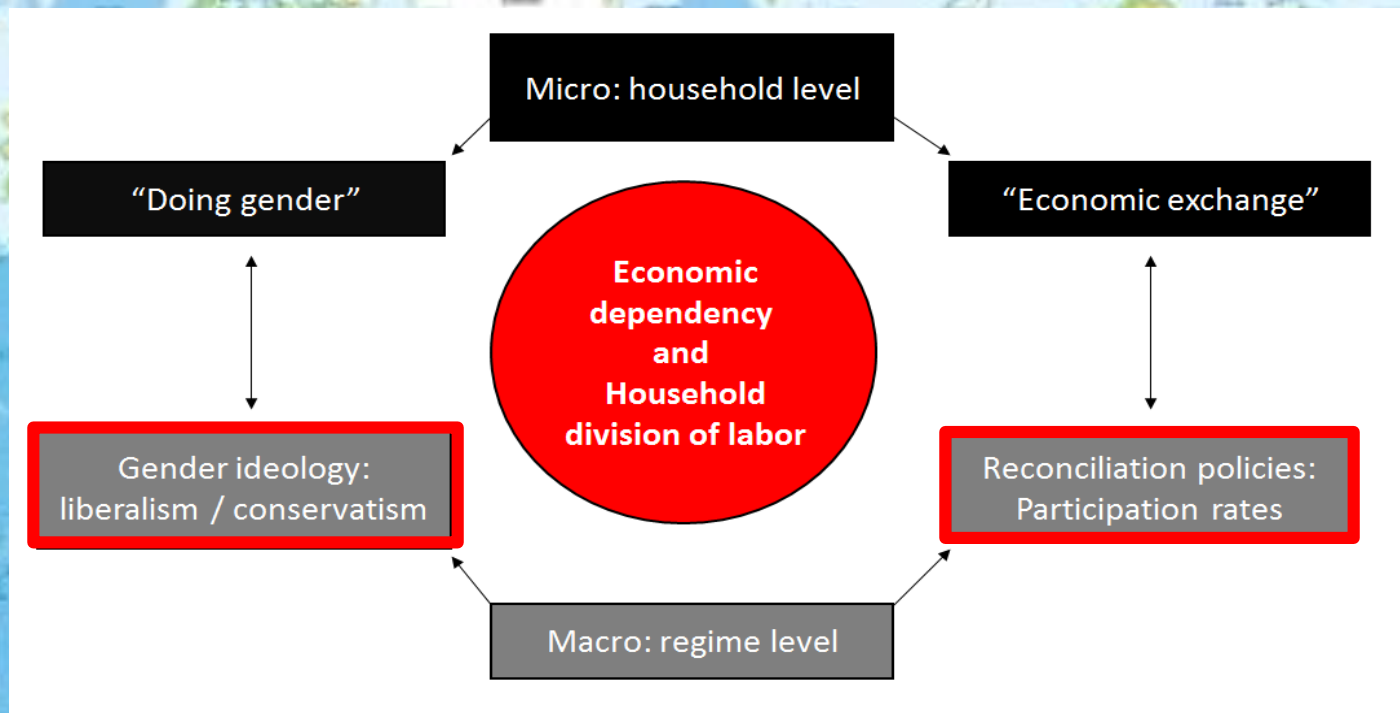 Micro: household level
“Doing gender”
“Economic exchange”
Economic
dependency
and
Household
division of labor
Gender ideology:
liberalism / conservatism
Reconciliation policies:
Participation rates
Macro: regime level